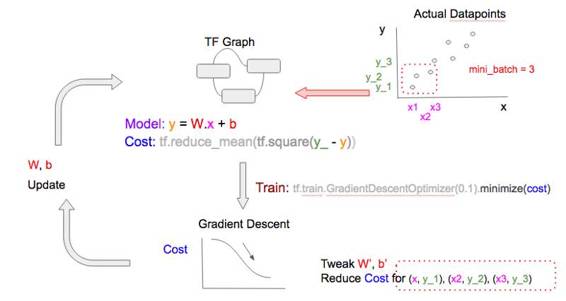 Actual Datapoints
TF Graph
y
y_3
y_2
y_1
mini_batch = 3
x1
x3
x2
x
Model: y = W.x + b
Cost: tf.reduce_mean(tf.square(y_ - y))
W, b
Update
Train: tf.train.GradientDescentOptimizer(0.1).minimize(cost)
Gradient Descent
Cost
Tweak W', b'
Reduce Cost for (x, y_1), (x2, y_2), (x3, y_3)